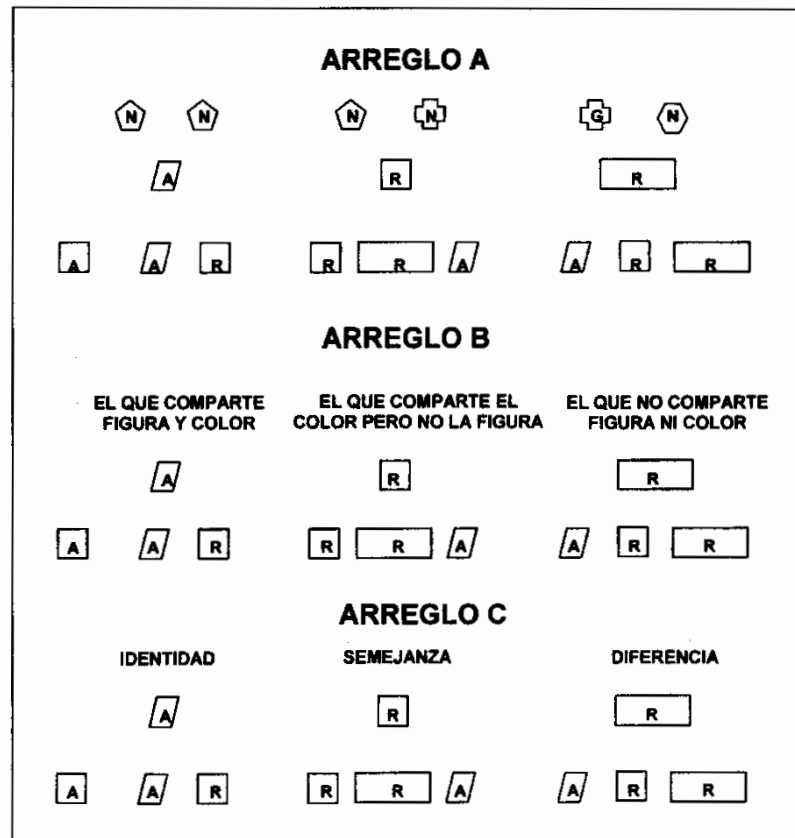 ARREGLO A
N N N N G N
A R R
A A R R R A A R R
ARREGLO B
EL QUE COMPARTE FIGURA Y COLOR
EL QUE COMPARTE EL COLOR PERO NO LA FIGURA
EL QUE NO COMPARTE FIGURA NI COLOR
A R R
A A R R R A A R R
ARREGLO C
IDENTIDAD SEMEJANZA DIFERENCIA
A R R
A A R R R A A R R